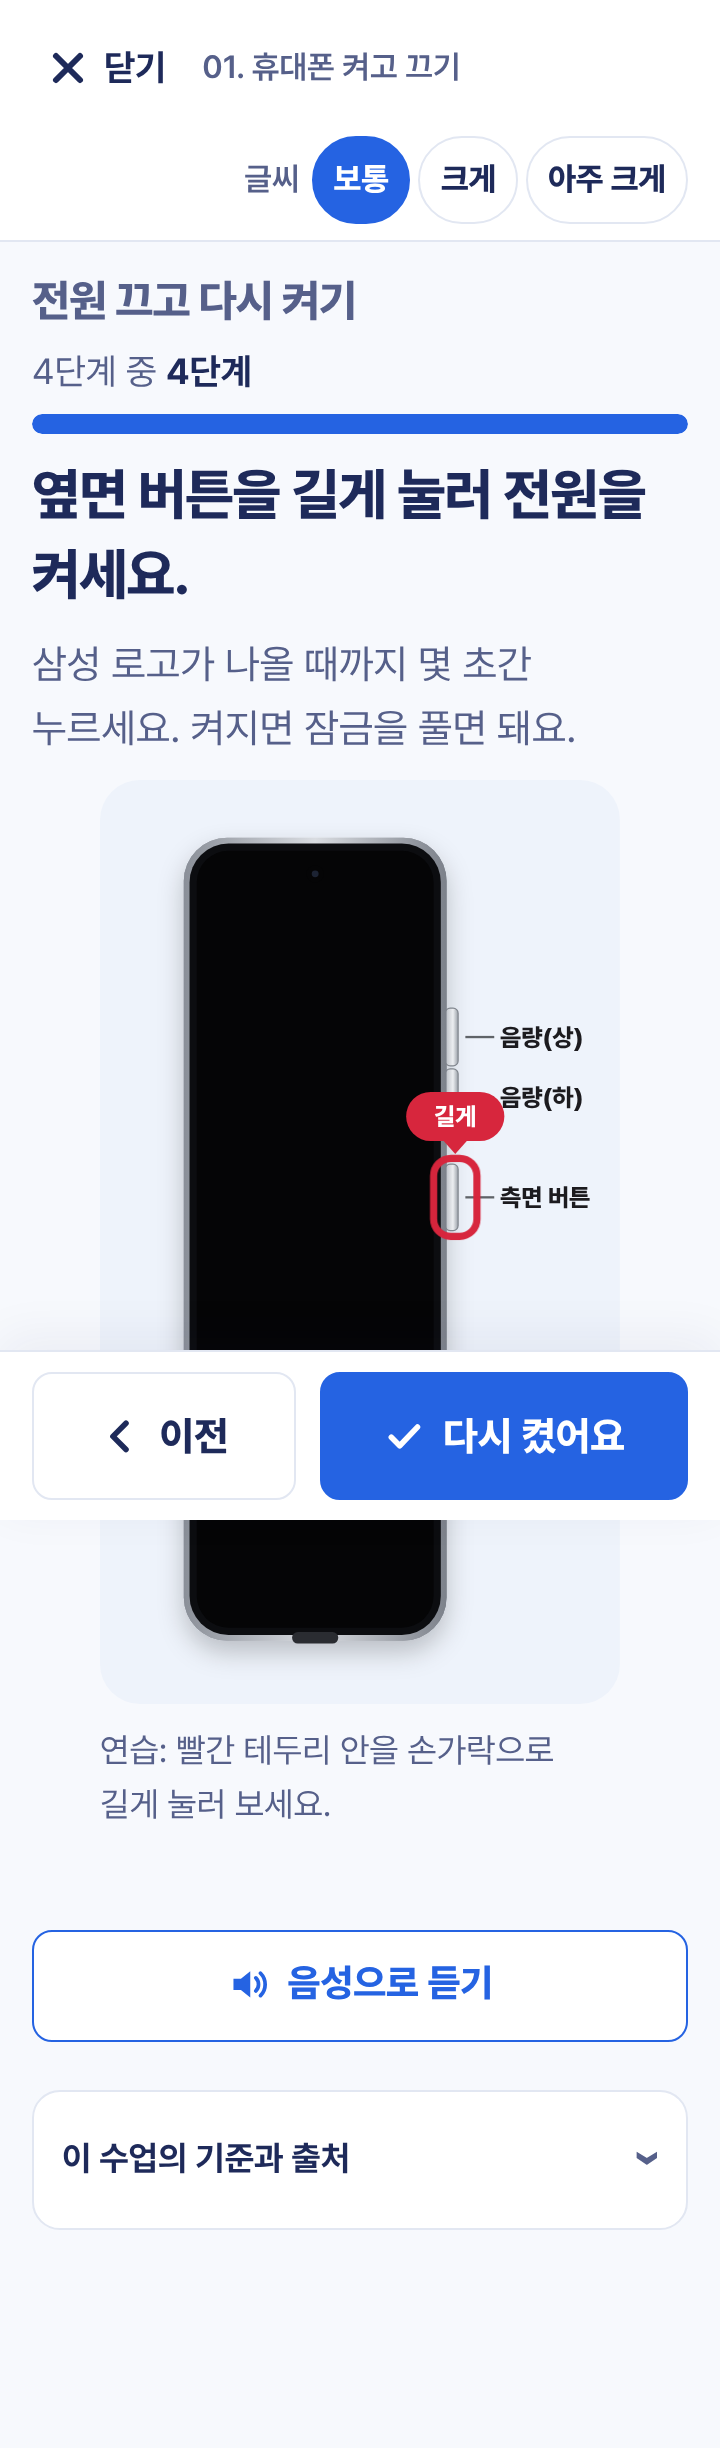 닫기 01. 휴대폰 켜고 끄기
글씨 보통 크게 아주 크게
전원 끄고 다시 켜기
4단계 중 4단계
옆면 버튼을 길게 눌러 전원을
켜세요.
삼성 로고가 나올 때까지 몇 초간
누르세요. 켜지면 잠금을 풀면 돼요.
음량(상)
음량(하)
길게
측면 버튼
이전 다시 켰어요
연습: 빨간 테두리 안을 손가락으로
길게 눌러 보세요.
음성으로 듣기
이 수업의 기준과 출처